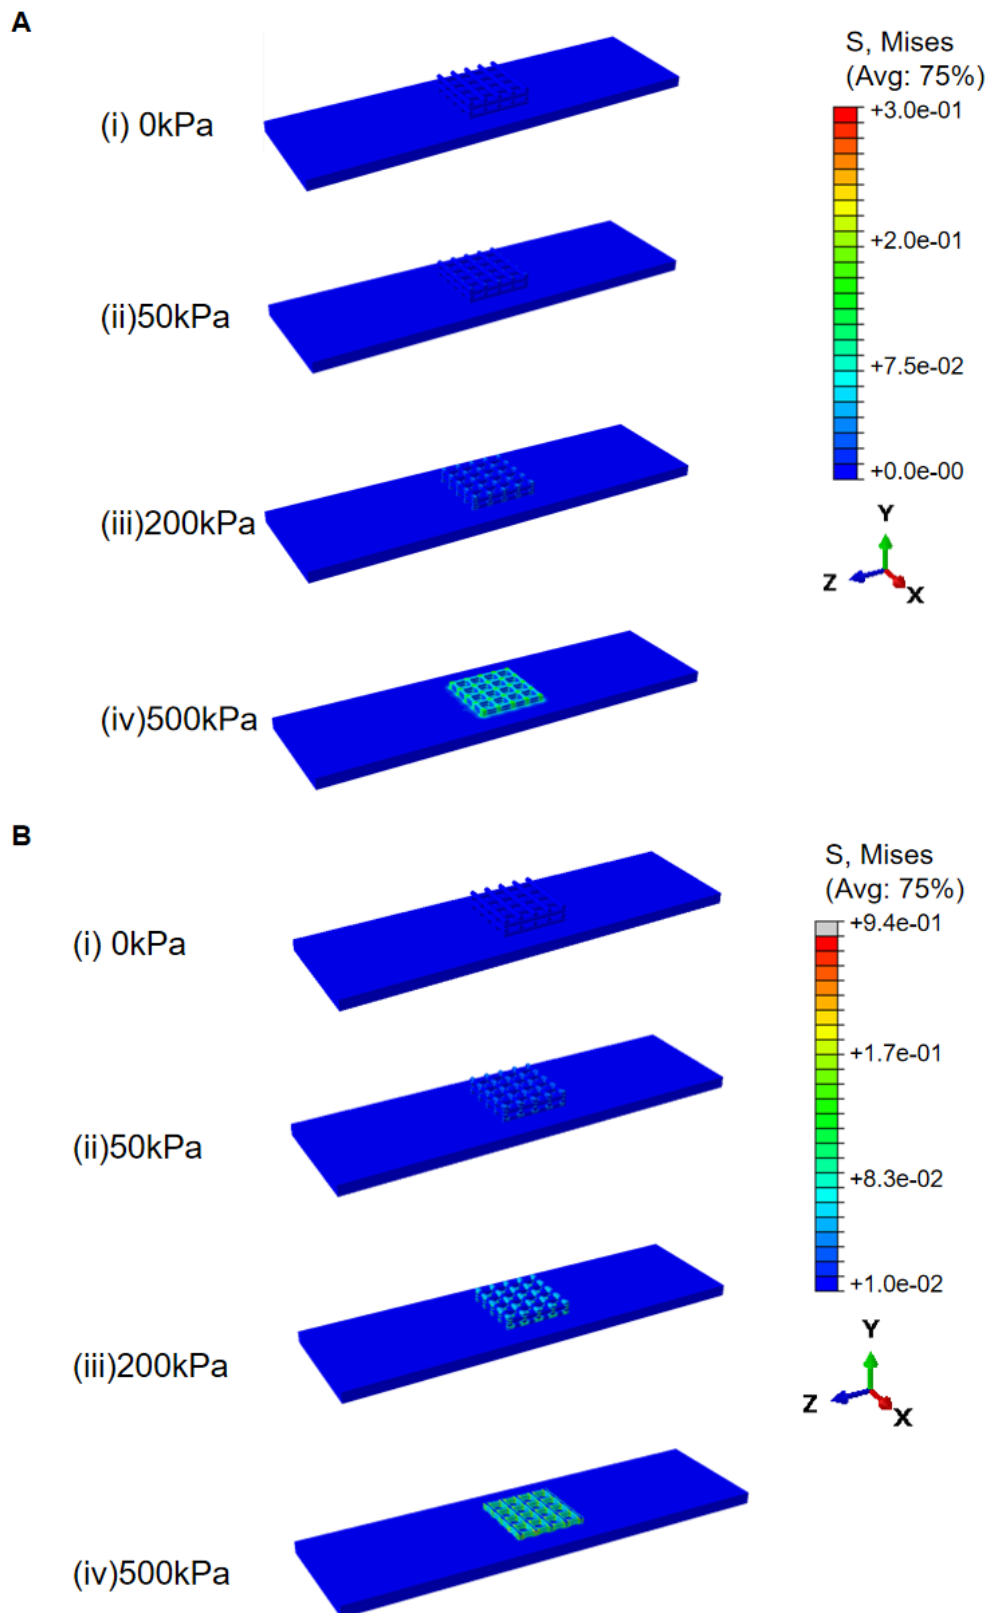 A
S, Mises
(Avg: 75%)
(i) 0kPa
+3.0e-01
+2.0e-01
(ii)50kPa
+7.5e-02
+0.0e-00
(iii)200kPa
Y
Z
X
(iv)500kPa
B
S, Mises
(Avg: 75%)
(i) 0kPa
+9.4e-01
+1.7e-01
(ii)50kPa
+8.3e-02
+1.0e-02
(iii)200kPa
Y
Z
X
(iv)500kPa